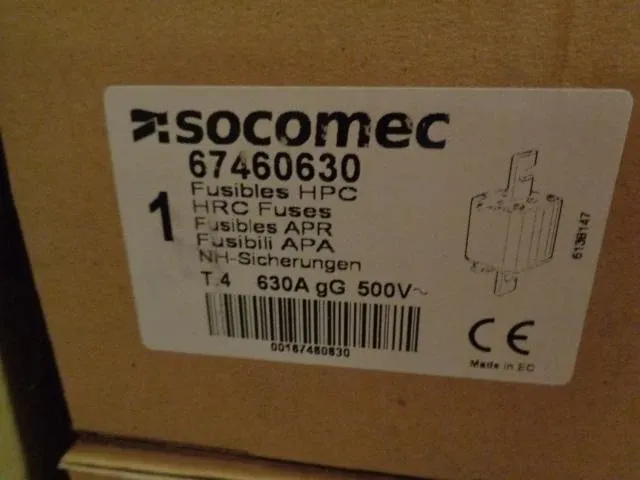 socomec
67460630
1
Fusibles HPC
HRC Fuses
Fusibles APR
Fusibili APA
NH-Sicherungen
T.4 630A gG 500V~
00167460630
613B147
CE
Made in EC